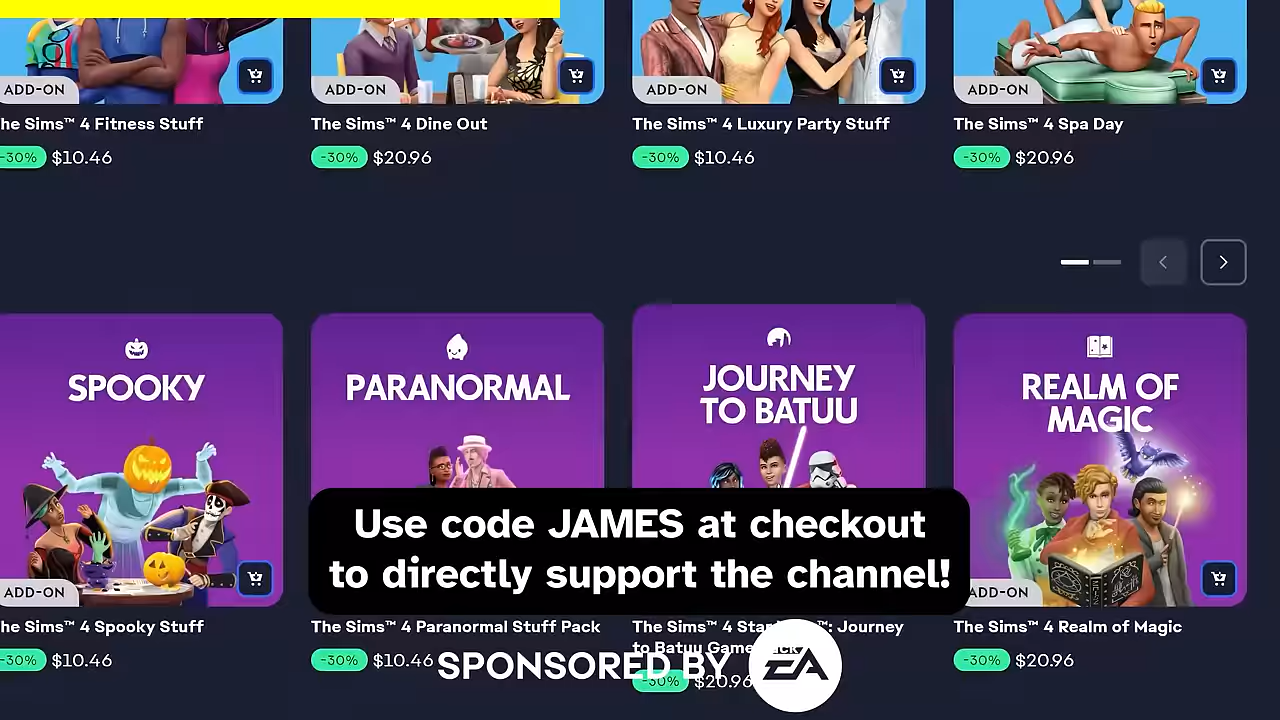 ADD-ON
ADD-ON
ADD-ON
ADD-ON
he Sims™ 4 Fitness Stuff
The Sims™ 4 Dine Out
The Sims™ 4 Luxury Party Stuff
The Sims™ 4 Spa Day
-30% $10.46
-30% $20.96
-30% $10.46
-30% $20.96
SPOOKY
PARANORMAL
JOURNEY
TO BATUU
REALM OF
MAGIC
Use code JAMES at checkout
to directly support the channel!
ADD-ON
ADD-ON
he Sims™ 4 Spooky Stuff
The Sims™ 4 Paranormal Stuff Pack
The Sims™ 4 Star ™: Journey
to Batuu Game
The Sims™ 4 Realm of Magic
-30% $10.46
-30% $10.46
-30% $20.96
-30% $20.96
SPONSORED BY EA